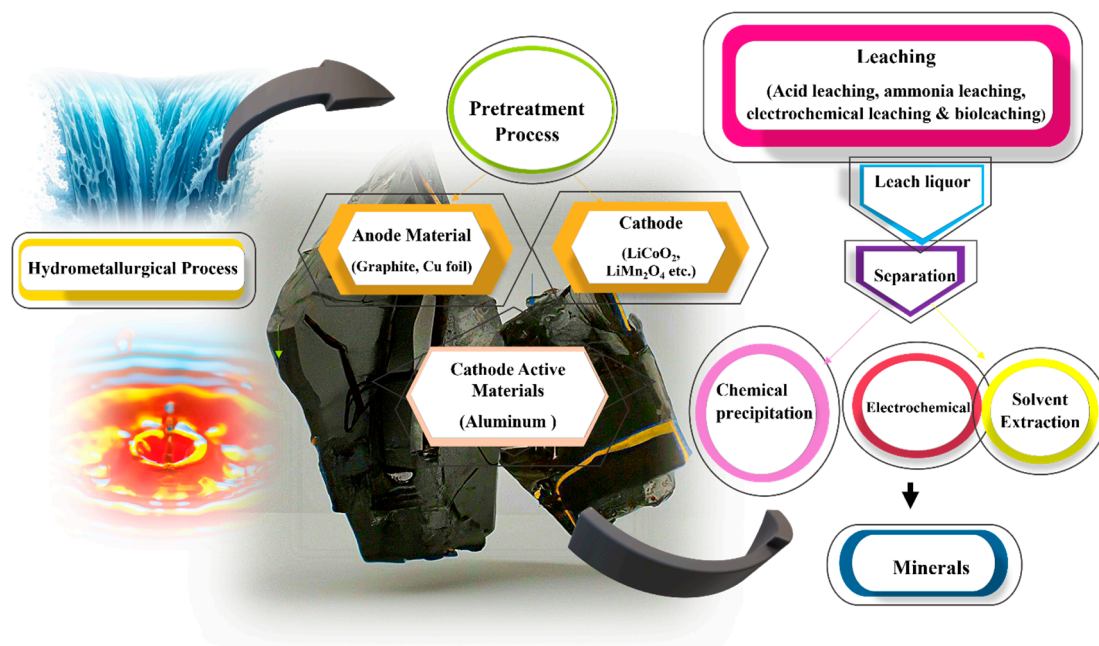 Hydrometallurgical Process
Pretreatment
Process
Anode Material
(Graphite, Cu foil)
Cathode
(LiCoO₂,
LiMn₂O₄ etc.)
Cathode Active
Materials
(Aluminum )
Leaching
(Acid leaching, ammonia leaching,
electrochemical leaching & bioleaching)
Leach liquor
Separation
Chemical
precipitation
Electrochemical
Solvent
Extraction
Minerals